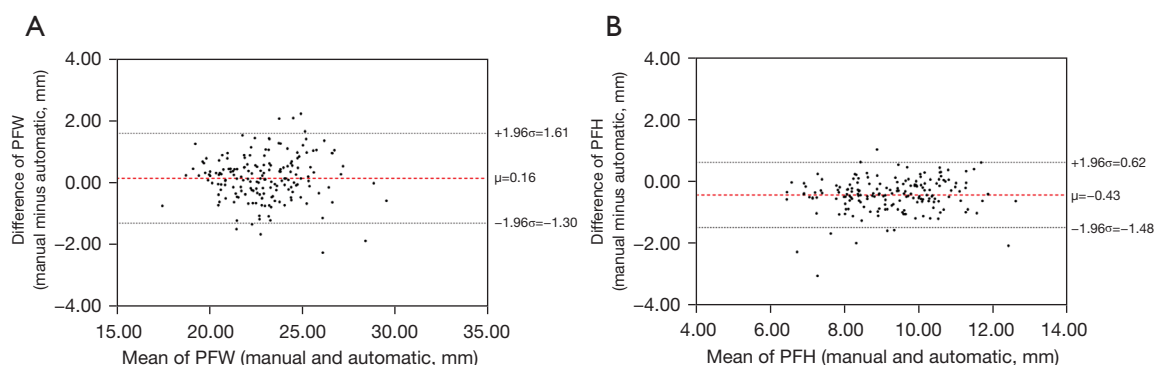 A
Difference of PFW
(manual minus automatic, mm)
4.00
2.00
0.00
−2.00
−4.00
+1.96σ=1.61
μ=0.16
−1.96σ=−1.30
15.00 20.00 25.00 30.00 35.00
Mean of PFW (manual and automatic, mm)
B
Difference of PFH
(manual minus automatic, mm)
4.00
2.00
0.00
−2.00
−4.00
+1.96σ=0.62
μ=−0.43
−1.96σ=−1.48
4.00 6.00 8.00 10.00 12.00 14.00
Mean of PFH (manual and automatic, mm)